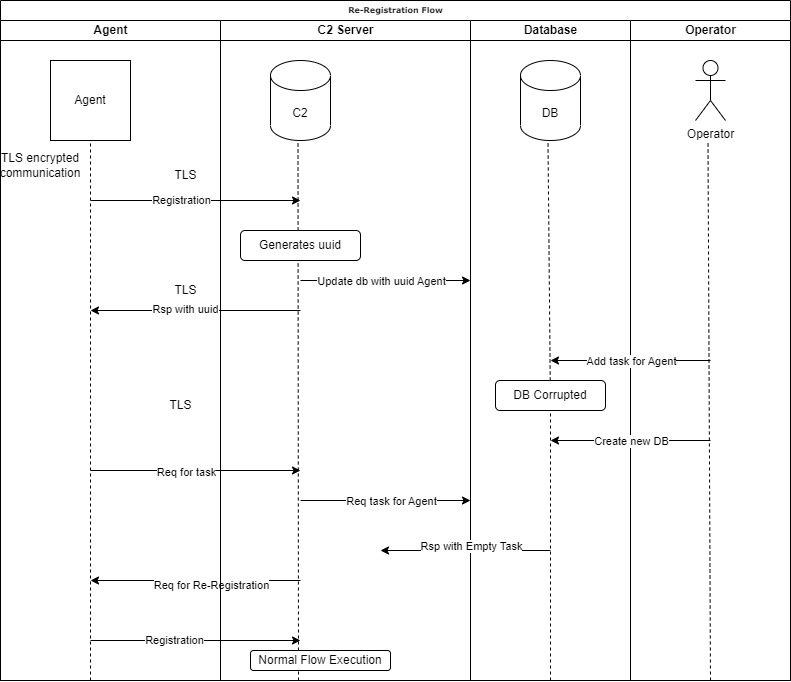 Re-Registration Flow
Agent
C2 Server
Database
Operator
Agent
C2
DB
Operator
TLS encrypted
communication
TLS
Registration
Generates uuid
Update db with uuid Agent
TLS
Rsp with uuid
Add task for Agent
DB Corrupted
TLS
Create new DB
Req for task
Req task for Agent
Rsp with Empty Task
Req for Re-Registration
Registration
Normal Flow Execution